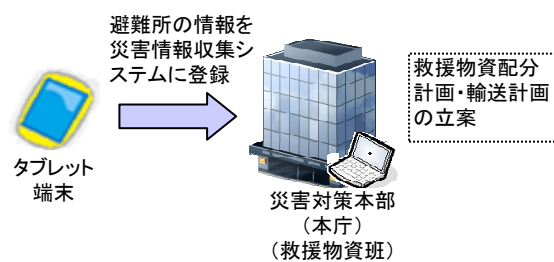 避難所の情報を
災害情報収集シ
ステムに登録
救援物資配分
計画・輸送計画
の立案
タブレット
端末
災害対策本部
（本庁）
（救援物資班）